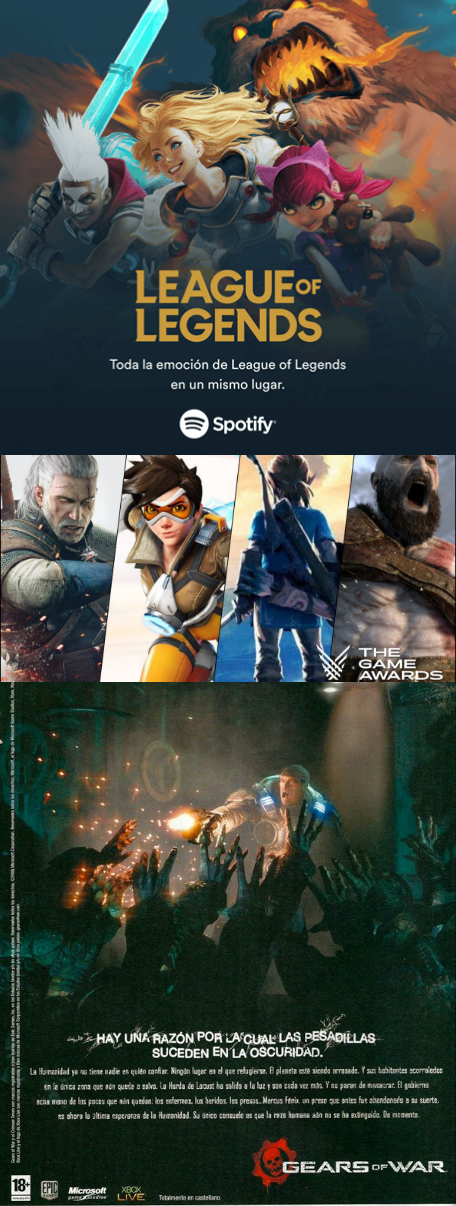 LEAGUE OF
LEGENDS
Toda la emoción de League of Legends
en un mismo lugar.
Spotify
THE
GAME
AWARDS
HAY UNA RAZÓN POR LA CUAL LAS PESADILLAS
SUCEDEN EN LA OSCURIDAD.
La Humanidad ya no tiene nadie en quién confiar. Ningún lugar en el que refugiarse. El planeta está siendo arrasado. Y sus habitantes acorralados
en la única zona que aún quede a salvo. La Horda de Locust ha salido a la luz y son cada vez más. Y no paran de masacrar. El gobierno
echa mano de los pocos que aún quedan: los enfermos, los heridos, los presos...Marcus Fénix, un preso que antes fue abandonado a su suerte,
es ahora la última esperanza de la Humanidad. Su único consuelo es que la raza humana aún no se ha extinguido. De momento.
GEARS OF WAR
18+
EPIC
GAMES
Microsoft
game studios
XBOX
LIVE
Totalmente en castellano